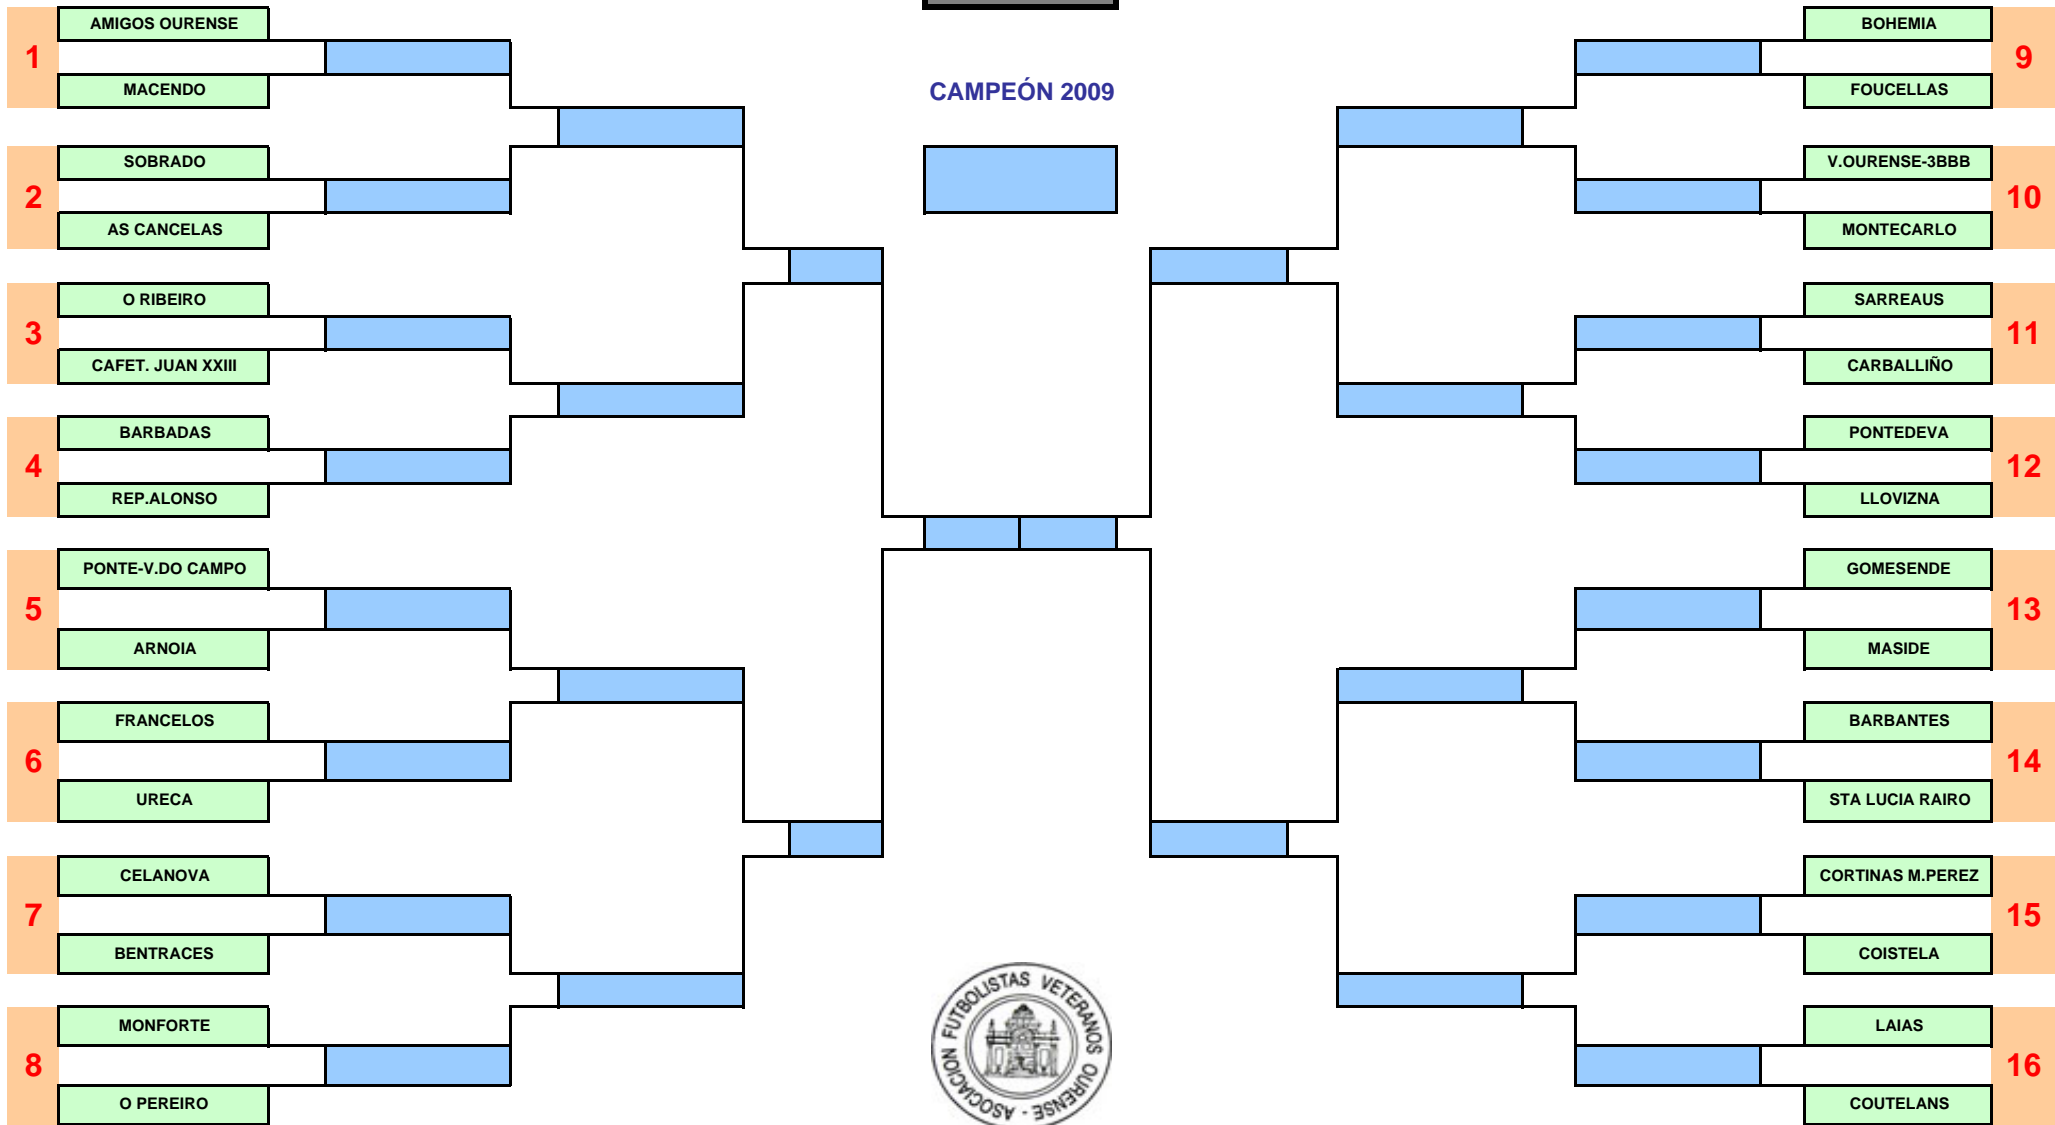 CAMPEÓN 2009
1
AMIGOS OURENSE
MACENDO
2
SOBRADO
AS CANCELAS
3
O RIBEIRO
CAFET. JUAN XXIII
4
BARBADAS
REP.ALONSO
5
PONTE-V.DO CAMPO
ARNOIA
6
FRANCELOS
URECA
7
CELANOVA
BENTRACES
8
MONFORTE
O PEREIRO
9
BOHEMIA
FOUCELLAS
10
V.OURENSE-3BBB
MONTECARLO
11
SARREAUS
CARBALLIÑO
12
PONTEDEVA
LLOVIZNA
13
GOMESENDE
MASIDE
14
BARBANTES
STA LUCIA RAIRO
15
CORTINAS M.PEREZ
COISTELA
16
LAIAS
COUTELANS
ASOCIACION FUTBOLISTAS VETERANOS OURENSE -